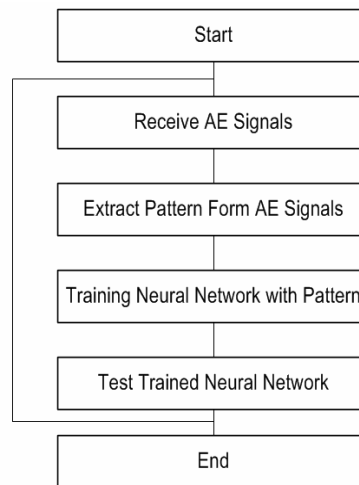 Start
Receive AE Signals
Extract Pattern Form AE Signals
Training Neural Network with Pattern
Test Trained Neural Network
End